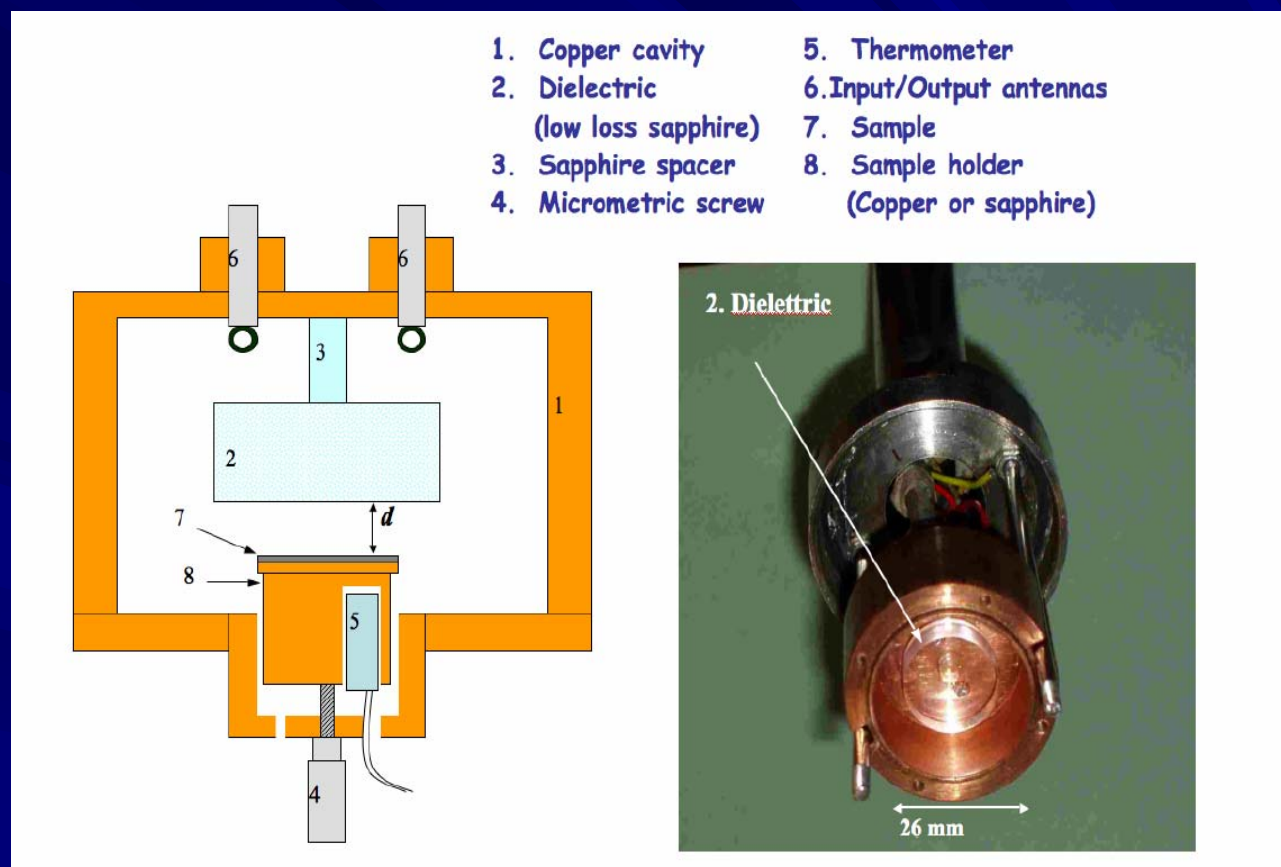 1. Copper cavity
2. Dielectric
(low loss sapphire)
3. Sapphire spacer
4. Micrometric screw
5. Thermometer
6.Input/Output antennas
7. Sample
8. Sample holder
(Copper or sapphire)
6
6
3
1
2
d
7
8
5
4
2. Dielettric
26 mm